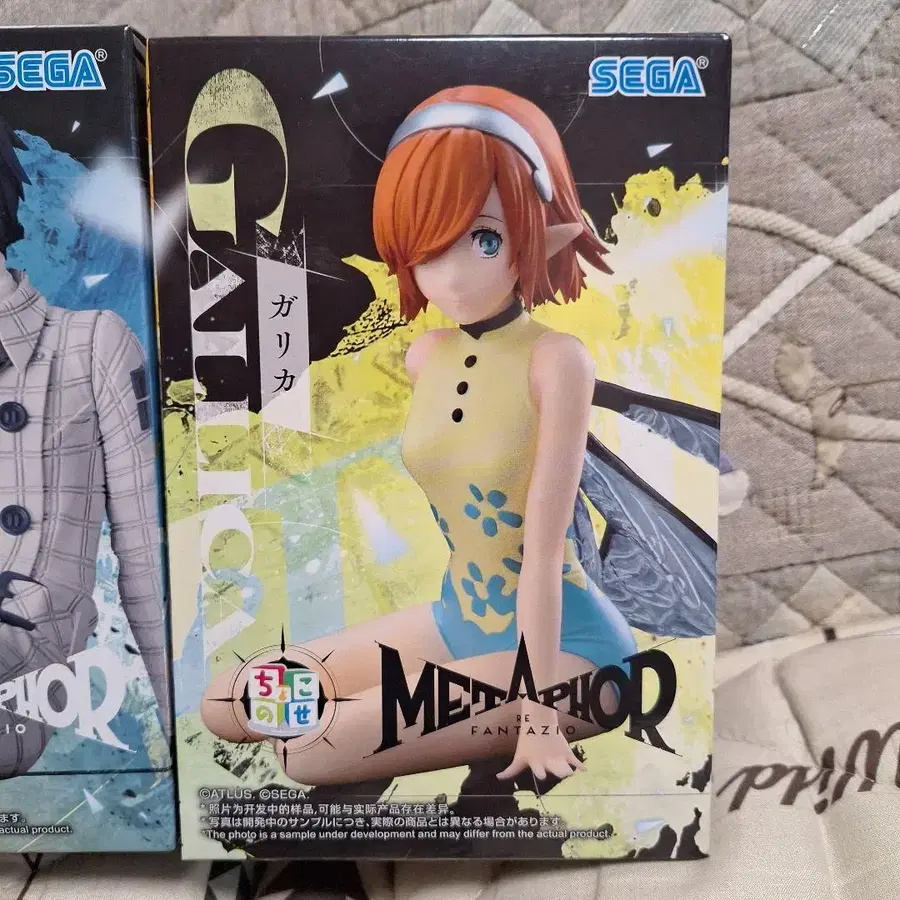 SEGA®
PHOR
IO
ます。
actual product.
SEGA®
GALLICA
ガリカ
ちょこ
のせ
METAPHOR
RE
FANTAZIO
©ATLUS. ©SEGA.
*照片为开发中的样品,可能与实际产品存在差异。
*写真は開発中のサンプルにつき、実際の商品とは異なる場合があります。
*The photo is a sample under development and may differ from the actual product.